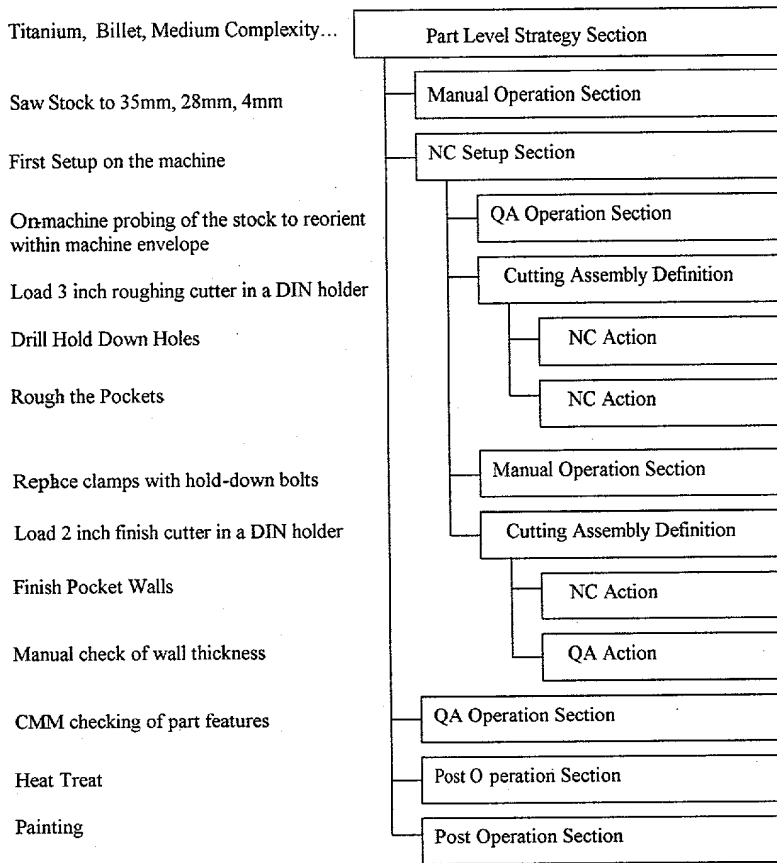 Titanium, Billet, Medium Complexity...
Part Level Strategy Section
Saw Stock to 35mm, 28mm, 4mm
Manual Operation Section
First Setup on the machine
NC Setup Section
On-machine probing of the stock to reorient
within machine envelope
QA Operation Section
Load 3 inch roughing cutter in a DIN holder
Cutting Assembly Definition
Drill Hold Down Holes
NC Action
Rough the Pockets
NC Action
Replace clamps with hold-down bolts
Manual Operation Section
Load 2 inch finish cutter in a DIN holder
Cutting Assembly Definition
Finish Pocket Walls
NC Action
Manual check of wall thickness
QA Action
CMM checking of part features
QA Operation Section
Heat Treat
Post O peration Section
Painting
Post Operation Section